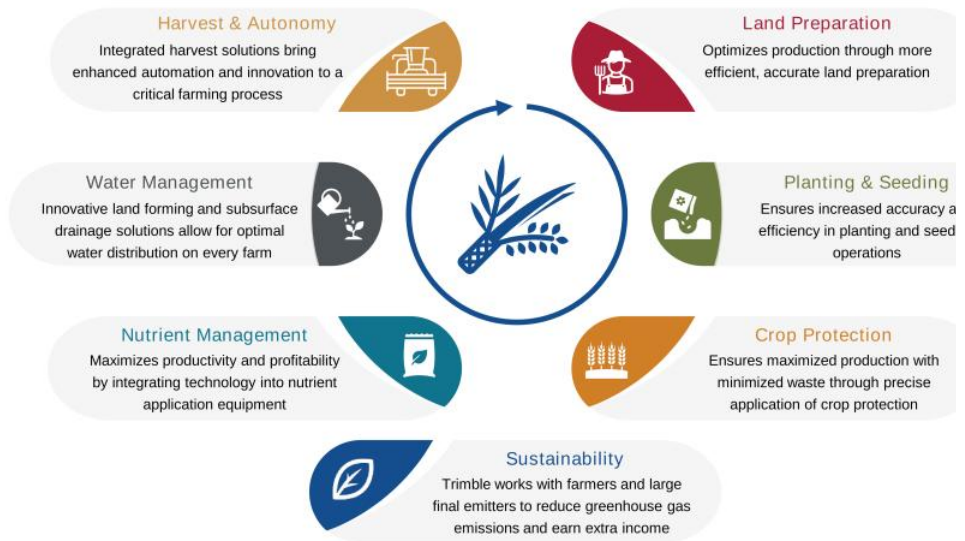 Harvest & Autonomy
Integrated harvest solutions bring
enhanced automation and innovation to a
critical farming process
Land Preparation
Optimizes production through more
efficient, accurate land preparation
Water Management
Innovative land forming and subsurface
drainage solutions allow for optimal
water distribution on every farm
Planting & Seeding
Ensures increased accuracy a
efficiency in planting and seed
operations
Nutrient Management
Maximizes productivity and profitability
by integrating technology into nutrient
application equipment
Crop Protection
Ensures maximized production with
minimized waste through precise
application of crop protection
Sustainability
Trimble works with farmers and large
final emitters to reduce greenhouse gas
emissions and earn extra income